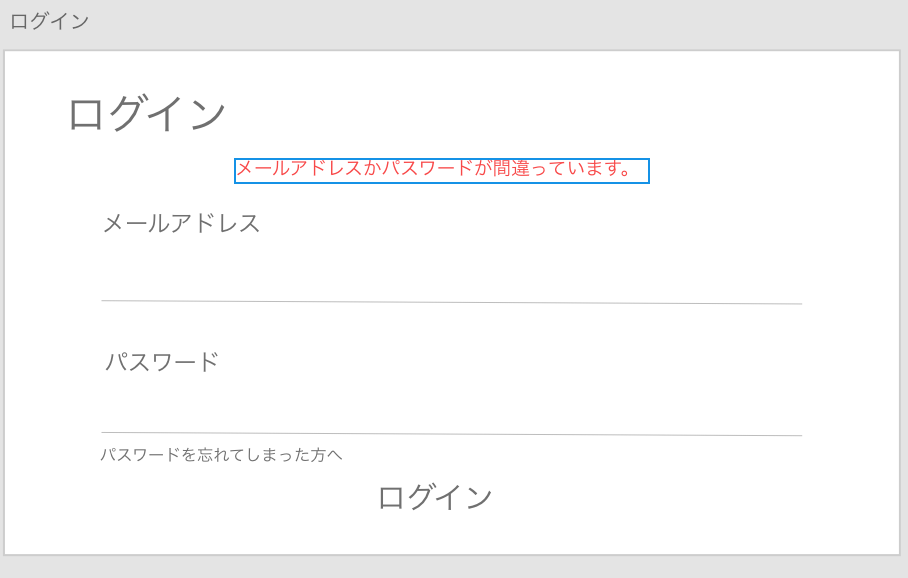 ログイン
ログイン
メールアドレスかパスワードが間違っています。
メールアドレス
パスワード
パスワードを忘れてしまった方へ
ログイン